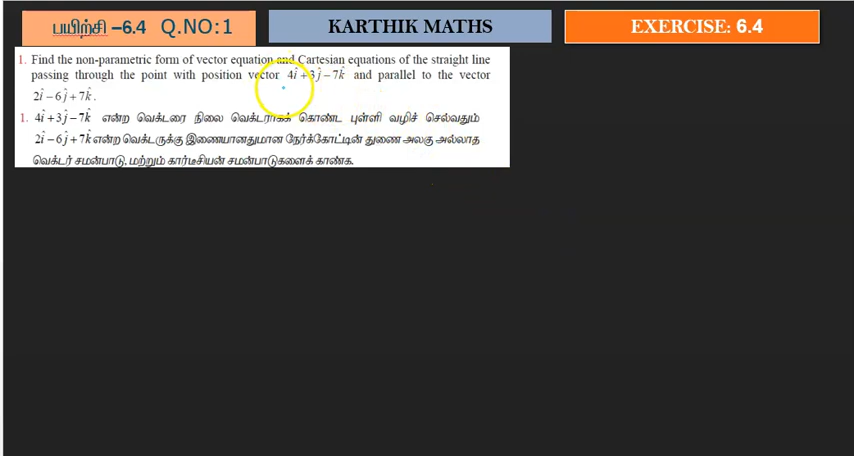 பயிற்சி –6.4 Q.NO:1
KARTHIK MATHS
EXERCISE: 6.4
1. Find the non-parametric form of vector equation and Cartesian equations of the straight line
passing through the point with position vector 4î + 3ĵ − 7k̂ and parallel to the vector
2î − 6ĵ + 7k̂ .
1. 4î + 3ĵ − 7k̂ என்ற வெக்டரை நிலை வெக்டராகக் கொண்ட புள்ளி வழிச் செல்வதும்
2î − 6ĵ + 7k̂ என்ற வெக்டருக்கு இணையானதுமான நேர்க்கோட்டின் துணை அலகு அல்லாத
வெக்டர் சமன்பாடு, மற்றும் கார்டீசியன் சமன்பாடுகளைக் காண்க.